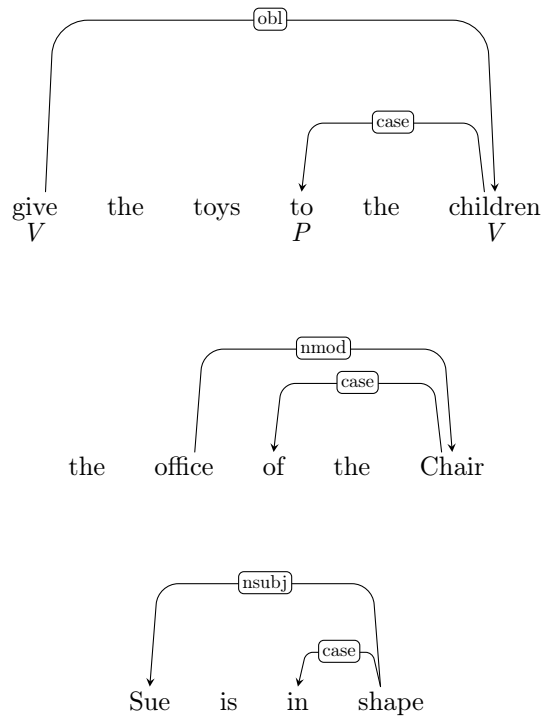 obl
case
give the toys to the children
V P V
nmod
case
the office of the Chair
nsubj
case
Sue is in shape